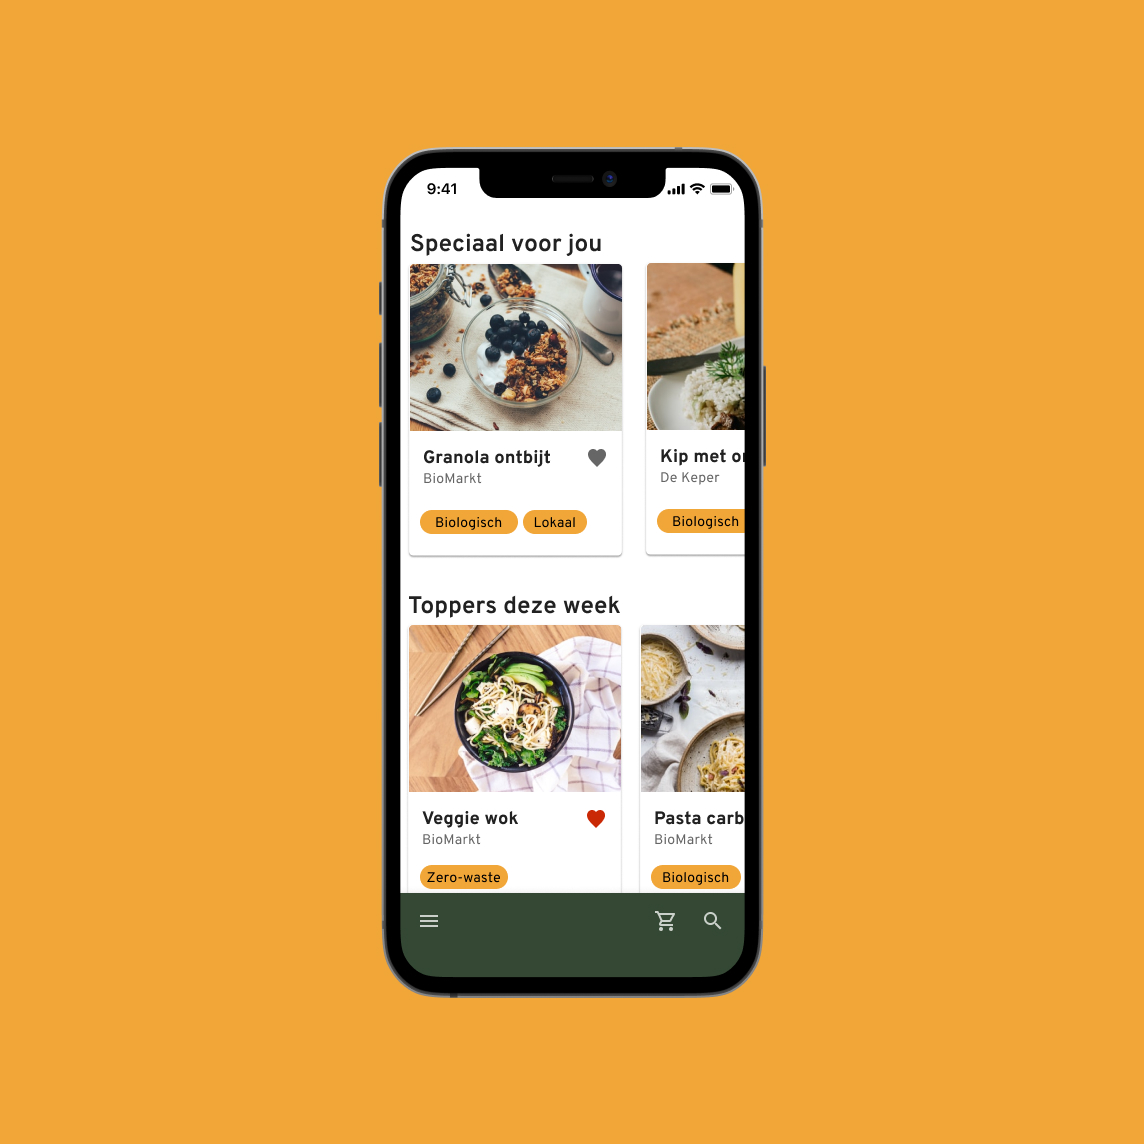 9:41
Speciaal voor jou
Granola ontbijt
BioMarkt
Biologisch Lokaal
Kip met
De Keper
Biologisch
Toppers deze week
Veggie wok
BioMarkt
Zero-waste
Pasta carb
BioMarkt
Biologisch